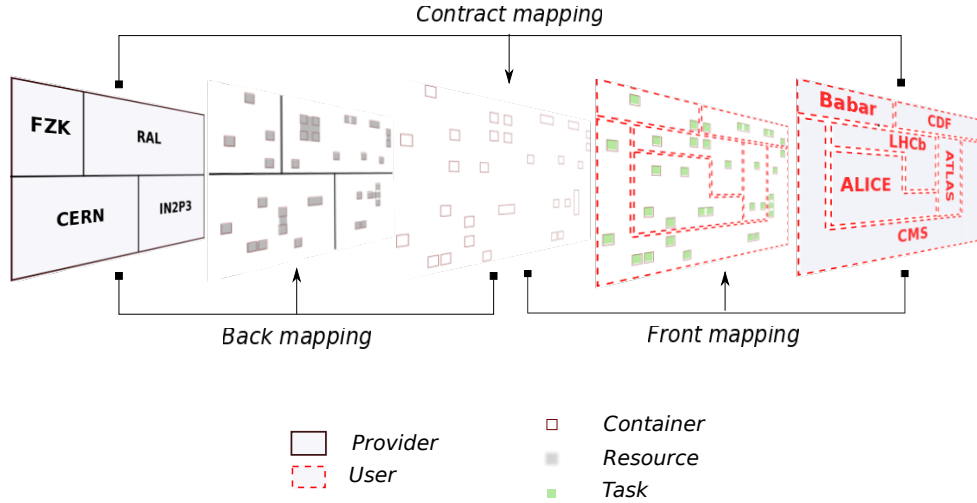 Contract mapping
FZK
RAL
CERN
IN2P3
Babar
CDF
LHCb
ATLAS
ALICE
CMS
Back mapping
Front mapping
Provider
User
Container
Resource
Task